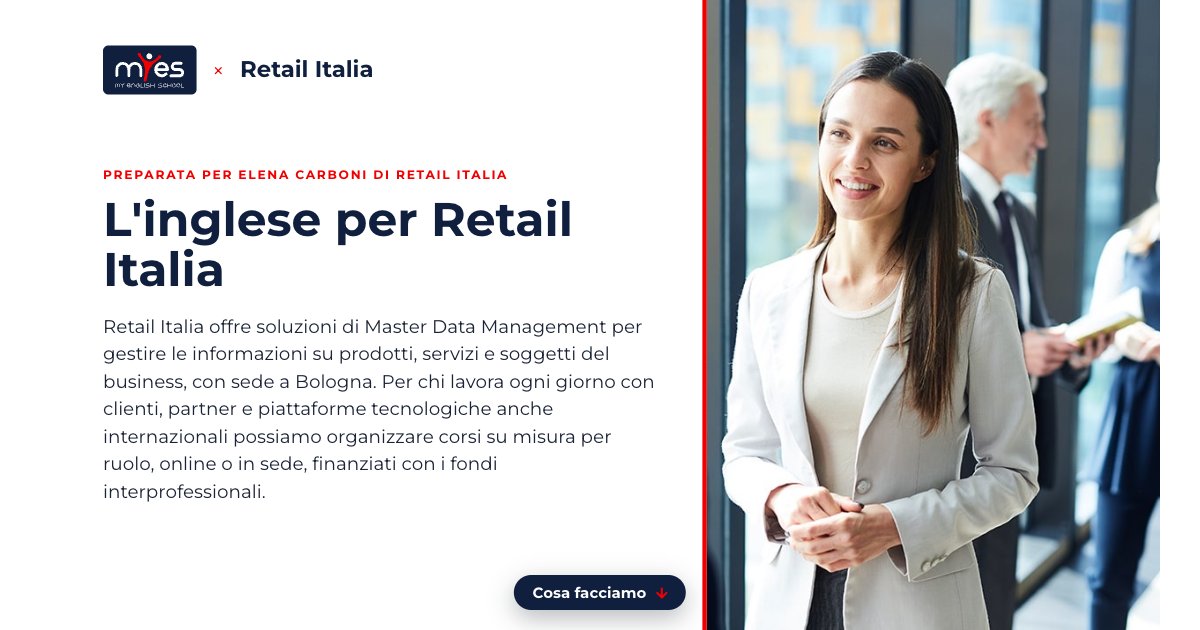 myes
MY ENGLISH SCHOOL
× Retail Italia
PREPARATA PER ELENA CARBONI DI RETAIL ITALIA
L'inglese per Retail
Italia
Retail Italia offre soluzioni di Master Data Management per
gestire le informazioni su prodotti, servizi e soggetti del
business, con sede a Bologna. Per chi lavora ogni giorno con
clienti, partner e piattaforme tecnologiche anche
internazionali possiamo organizzare corsi su misura per
ruolo, online o in sede, finanziati con i fondi
interprofessionali.
Cosa facciamo ↓